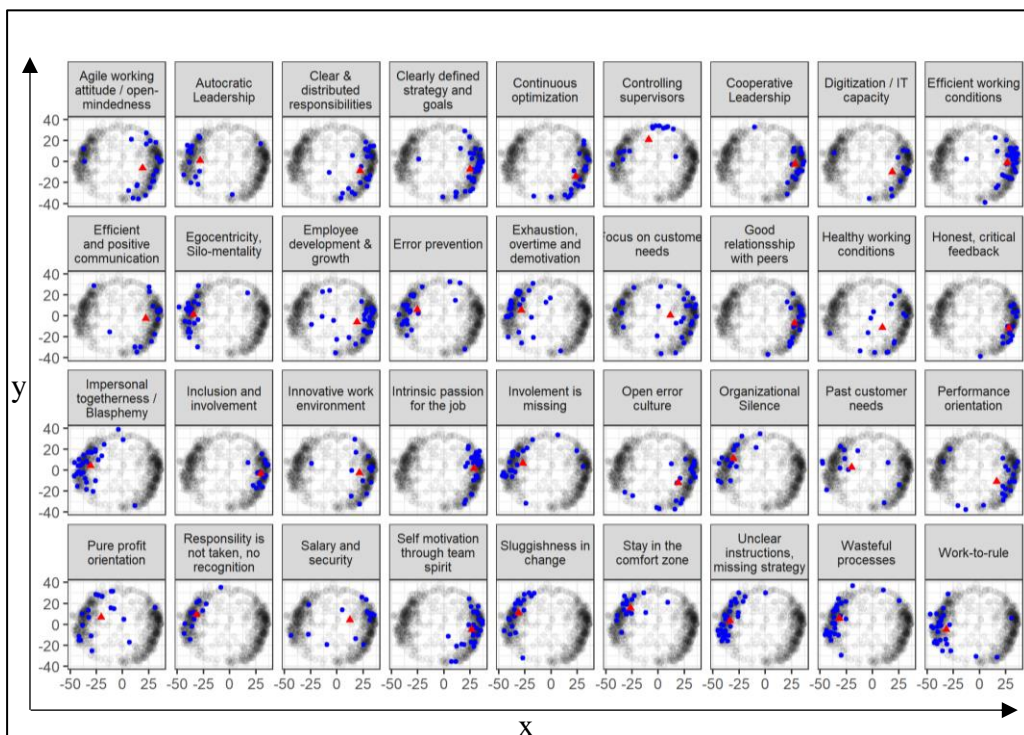 Agile working
attitude / open-
mindedness
Autocratic
Leadership
Clear &
distributed
responsibilities
Clearly defined
strategy and
goals
Continuous
optimization
Controlling
supervisors
Cooperative
Leadership
Digitization / IT
capacity
Efficient working
conditions
40
20
0
-20
-40
Efficient
and positive
communication
Egocentricity,
Silo-mentality
Employee
development &
growth
Error prevention
Exhaustion,
overtime and
demotivation
Focus on custome
needs
Good
relationsship
with peers
Healthy working
conditions
Honest, critical
feedback
40
20
0
-20
-40
y
Impersonal
togetherness /
Blasphemy
Inclusion and
involvement
Innovative work
environment
Intrinsic passion
for the job
Involement is
missing
Open error
culture
Organizational
Silence
Past customer
needs
Performance
orientation
40
20
0
-20
-40
Pure profit
orientation
Responsility is
not taken, no
recognition
Salary and
security
Self motivation
through team
spirit
Sluggishness in
change
Stay in the
comfort zone
Unclear
instructions,
missing strategy
Wasteful
processes
Work-to-rule
40
20
0
-20
-40
-50 -25 0 25 -50 -25 0 25 -50 -25 0 25 -50 -25 0 25 -50 -25 0 25 -50 -25 0 25 -50 -25 0 25 -50 -25 0 25 -50 -25 0 25
x